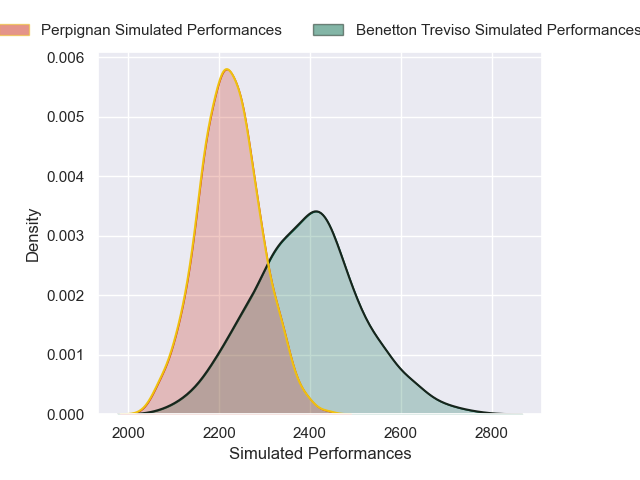 Perpignan Simulated Performances
Benetton Treviso Simulated Performances
0.006
0.005
0.004
0.003
0.002
0.001
0.000
Density
2000 2200 2400 2600 2800
Simulated Performances